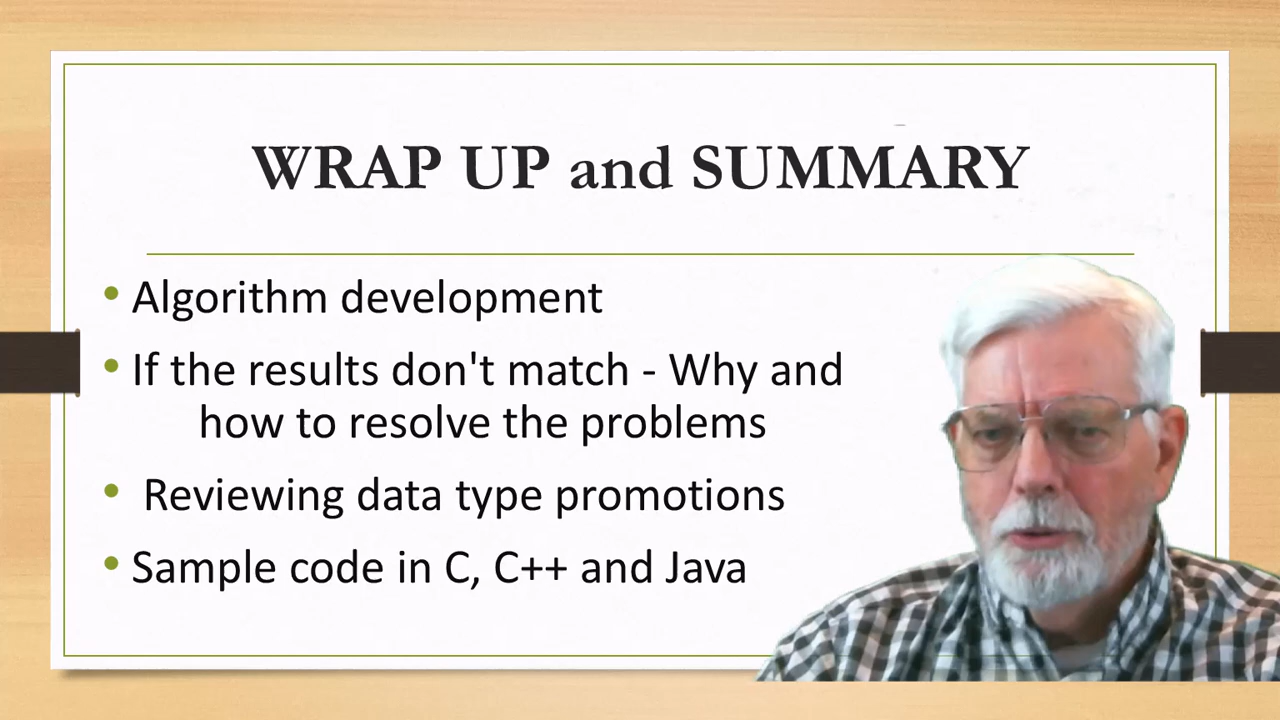 WRAP UP and SUMMARY
• Algorithm development
• If the results don't match - Why and
how to resolve the problems
• Reviewing data type promotions
• Sample code in C, C++ and Java